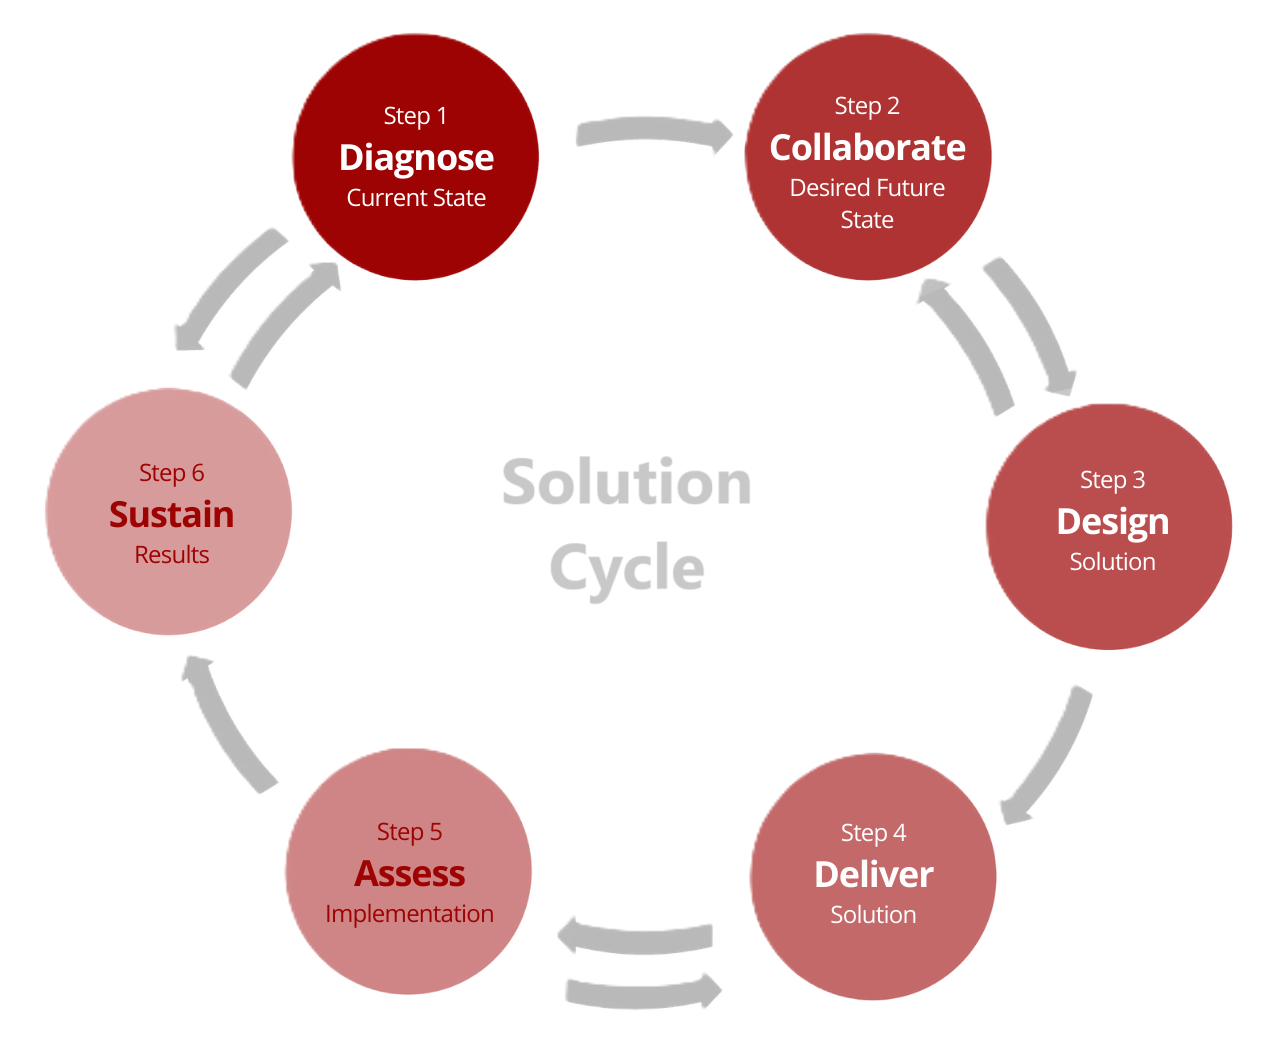 Step 1
Diagnose
Current State
Step 2
Collaborate
Desired Future
State
Step 3
Design
Solution
Step 4
Deliver
Solution
Step 5
Assess
Implementation
Step 6
Sustain
Results
Solution
Cycle